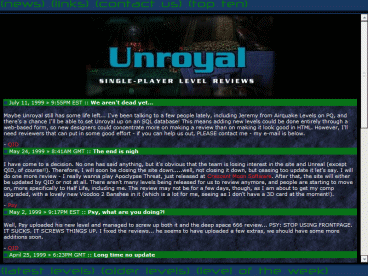 (news) (links) (contact us) (top ten)
Unroyal
SINGLE-PLAYER LEVEL REVIEWS
July 11, 1999 » 9:55PM EST :: We aren't dead yet...
Maybe Unroyal still has some life left... I've been talking to a few people lately, including Jeremy from Airquake Levels on PQ, and
there's a chance I'll be able to set Unroyal up on an SQL database! This means adding new levels could be done entirely through a
web-based form, so new designers could concentrate more on making a review than on making it look good in HTML. However, I'll
need reviewers that can put in some good effort - if you can help us out, PLEASE contact me - my e-mail is below.
- QID
May 24, 1999 » 8:41AM GMT :: The end is nigh
I have come to a decision. No one has said anything, but it's obvious that the team is losing interest in the site and Unreal (except
QID, of course!). Therefore, I will soon be closing the site down.....well, not closing it down, but ceasing too update it let's say. I will
do one more review - I really wanna play Apoctypse Thrax, just released at
After that, the site will either
be updated by QID or not at all. There aren't many levels being released for us to review anymore, and people are starting to move
on, more specifically to Half Life, including me. The review may not be for a few days, though, as I am about to get my comp
upgraded, with a lovely new Voodoo 2 Banshee in it (which is a lot for me, seeing as I don't have a 3D card at the moment!).
- Psy
May 2, 1999 » 9:17PM EST :: Psy, what are you doing?!
Well, Psy uploaded his new level and managed to screw up both it and the deep space 666 review... PSY: STOP USING FRONTPAGE.
IT SUCKS. IT SCREWS THINGS UP. I fixed the reviews... he seems to have uploaded a few extras, we should have some more
additions soon.
- QID
April 25, 1999 » 6:23PM GMT :: Long time no update
(latest levels) (older levels) (level of the week)